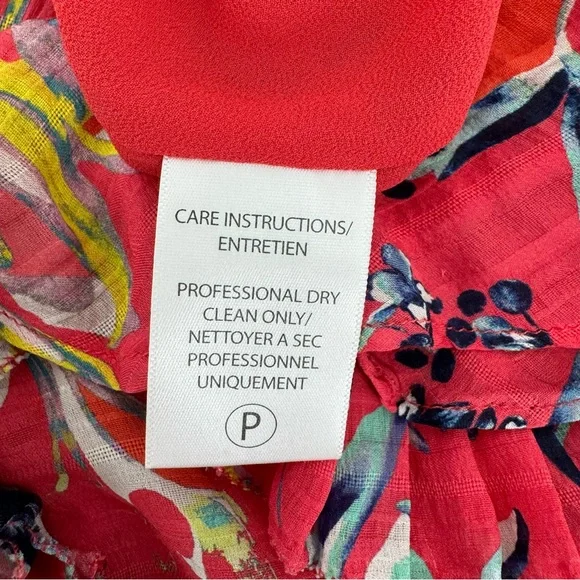 CARE INSTRUCTIONS/
ENTRETIEN
PROFESSIONAL DRY
CLEAN ONLY/
NETTOYER A SEC
PROFESSIONNEL
UNIQUEMENT
P